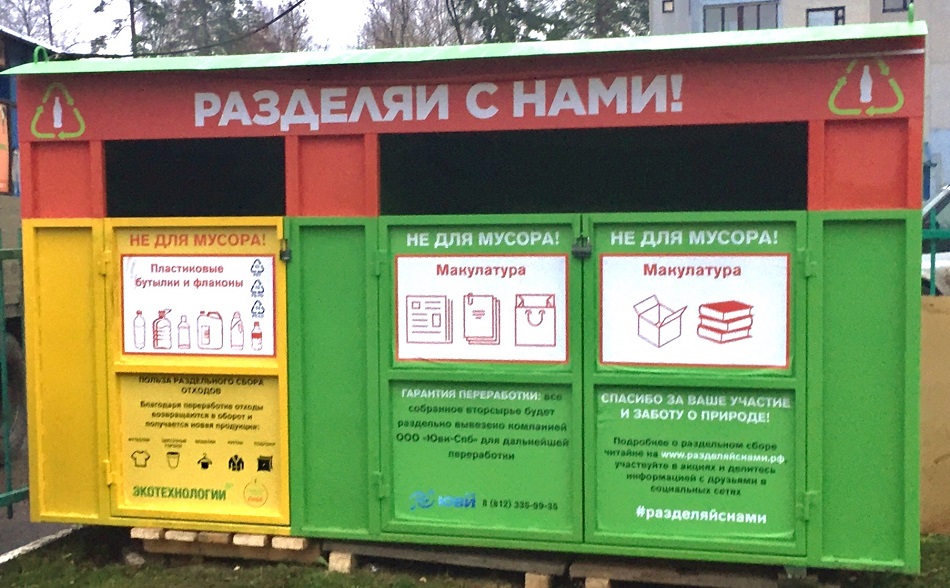 РАЗДЕЛЯЙ С НАМИ!
НЕ ДЛЯ МУСОРА!
Пластиковые
бутылки и флаконы
ПОЛЬЗА РАЗДЕЛЬНОГО СБОРА
ОТХОДОВ
Благодаря переработке отходы
возвращаются в оборот и
получается новая продукция:
ЭКОТЕХНОЛОГИИ
НЕ ДЛЯ МУСОРА!
Макулатура
ГАРАНТИЯ ПЕРЕРАБОТКИ: все
собранное вторсырье будет
раздельно вывезено компанией
ООО «Юви-Спб» для дальнейшей
переработки
ЮВИ 8 (612) 335-99-35
НЕ ДЛЯ МУСОРА!
Макулатура
СПАСИБО ЗА ВАШЕ УЧАСТИЕ
И ЗАБОТУ О ПРИРОДЕ!
Подробнее о раздельном сборе
читайте на www.разделяйснами.рф,
участвуйте в акциях и делитесь
информацией с друзьями в
социальных сетях
#разделяйснами